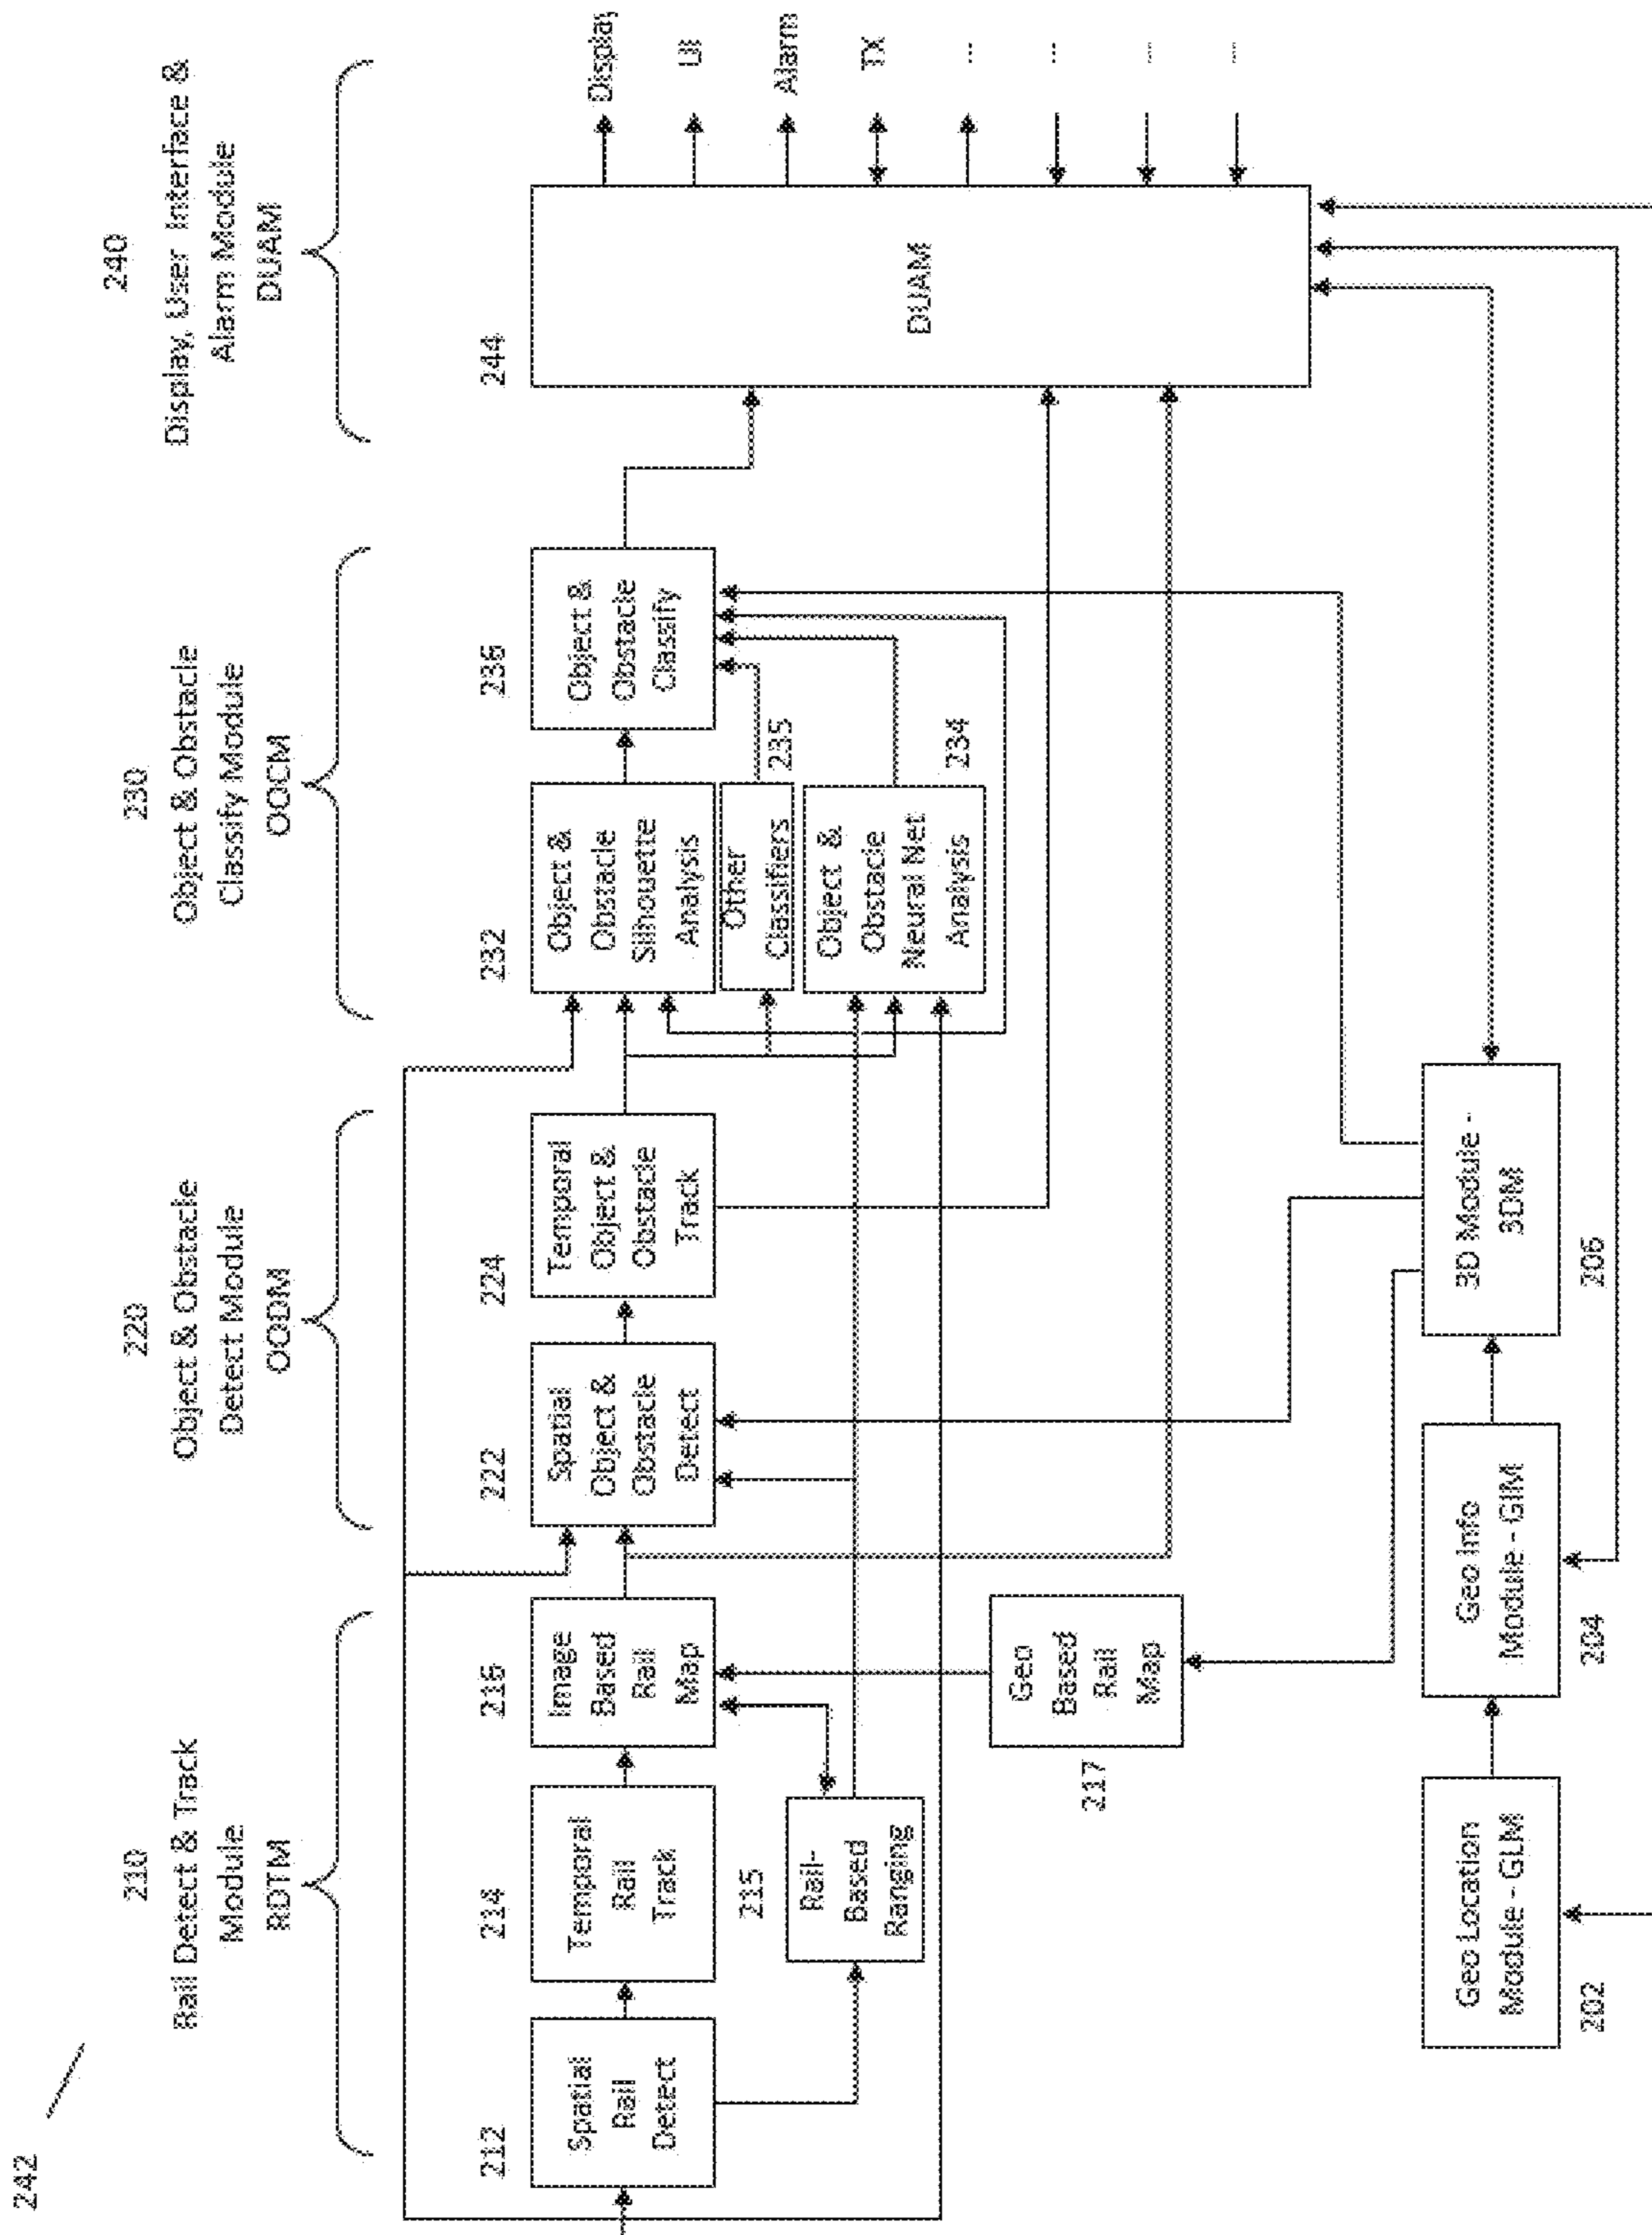 242
210
Rail Detect & Track
Module
RDTM
220
Object & Obstacle
Detect Module
OODM
230
Object & Obstacle
Classify Module
OOCM
240
Display, User Interface &
Alarm Module
DUAM
212
Spatial
Rail
Detect
214
Temporal
Rail
Track
216
Image
Based
Rail
Map
222
Spatial
Object &
Obstacle
Detect
224
Temporal
Object &
Obstacle
Track
232
Object &
Obstacle
Silhouette
Analysis
236
Object &
Obstacle
Classify
244
DUAM
Display
UI
Alarm
TX
...
...
...
...
215
Rail-
Based
Ranging
Other
Classifiers
235
Object &
Obstacle
Neural Net
Analysis
234
217
Geo
Based
Rail
Map
Geo Location
Module - GLM
202
Geo Info
Module - GIM
204
3D Module -
3DM
206